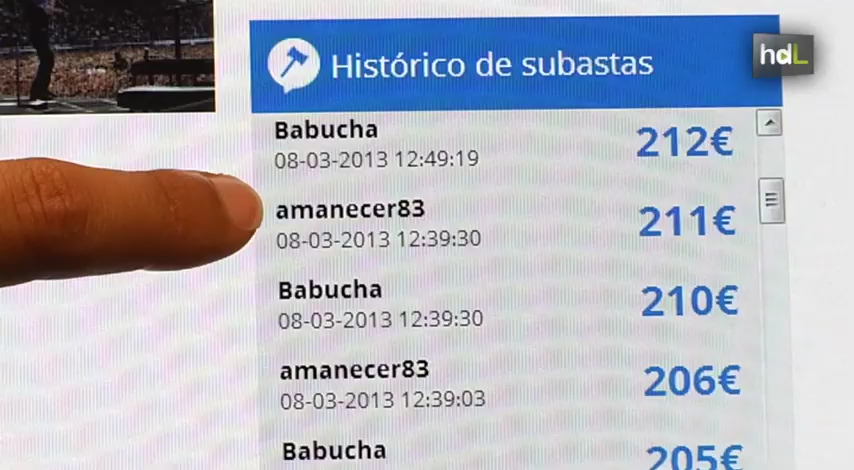 hdL
Histórico de subastas
Babucha
212€
08-03-2013 12:49:19
amanecer83
211€
08-03-2013 12:39:30
Babucha
210€
08-03-2013 12:39:30
amanecer83
206€
08-03-2013 12:39:03
Babucha
205€